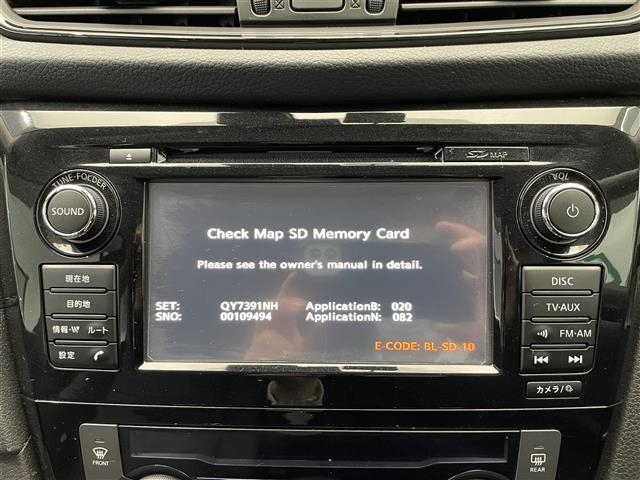 SD MAP
TUNE·FOLDER
VOL
SOUND
Check Map SD Memory Card
Please see the owner's manual in detail.
SET: QY7391NH ApplicationB: 020
SNO: 00109494 ApplicationN: 082
E-CODE: BL-SD-10
現在地
目的地
情報・VI ルート
設定
DISC
TV·AUX
FM·AM
カメラ/
FRONT
REAR